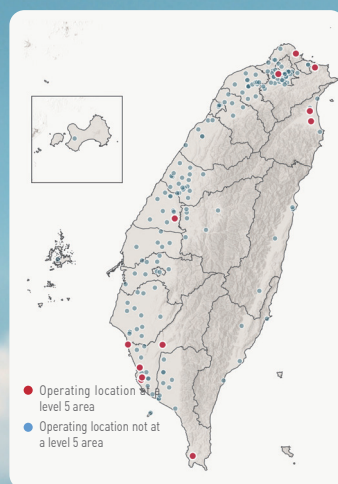 Operating location at a
level 5 area
Operating location not at
a level 5 area